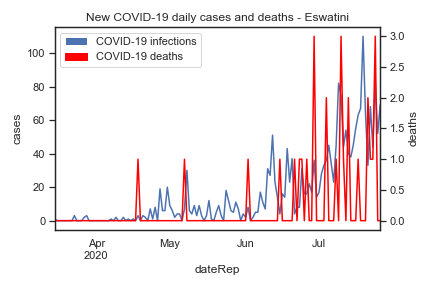 New COVID-19 daily cases and deaths - Eswatini
COVID-19 infections
COVID-19 deaths
100
80
60
40
20
0
cases
3.0
2.5
2.0
1.5
1.0
0.5
0.0
deaths
Apr
2020
May
Jun
Jul
dateRep